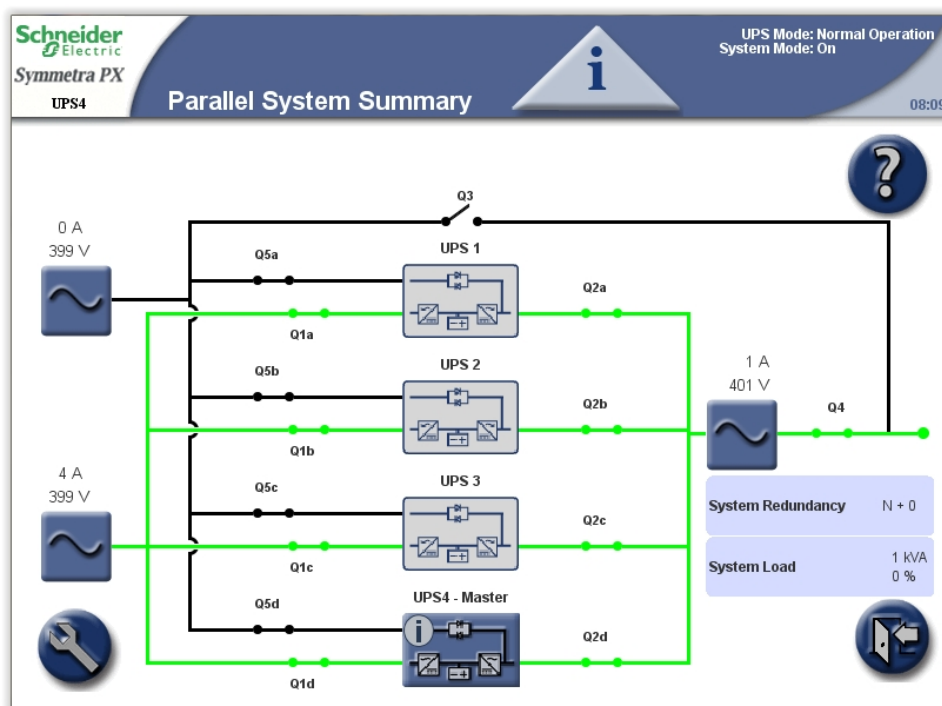 Schneider
Electric
Symmetra PX
UPS4
Parallel System Summary
i
UPS Mode: Normal Operation
System Mode: On
08:09
?
Q3
0 A
399 V
Q5a
UPS 1
Q2a
Q1a
Q5b
UPS 2
Q2b
Q1b
1 A
401 V
Q4
4 A
399 V
Q5c
UPS 3
Q2c
Q1c
System Redundancy N + 0
System Load 1 kVA
0 %
Q5d
UPS4 - Master
i
Q2d
Q1d